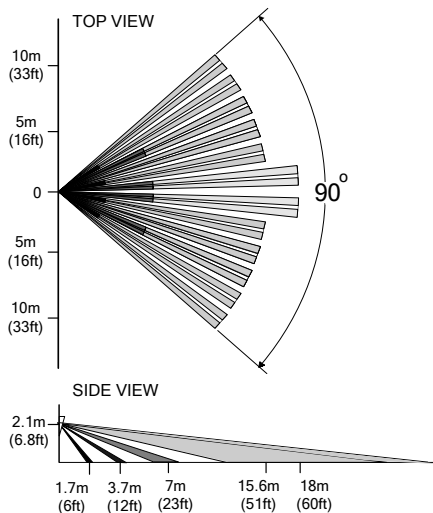 TOP VIEW
10m
(33ft)
5m
(16ft)
0
90°
5m
(16ft)
10m
(33ft)
SIDE VIEW
2.1m
(6.8ft)
1.7m
(6ft)
3.7m
(12ft)
7m
(23ft)
15.6m
(51ft)
18m
(60ft)